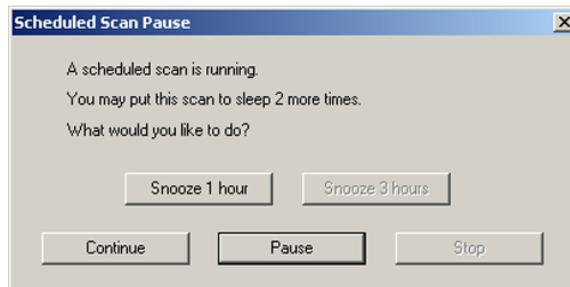 Scheduled Scan Pause
A scheduled scan is running.
You may put this scan to sleep 2 more times.
What would you like to do?
Snooze 1 hour Snooze 3 hours
Continue Pause Stop